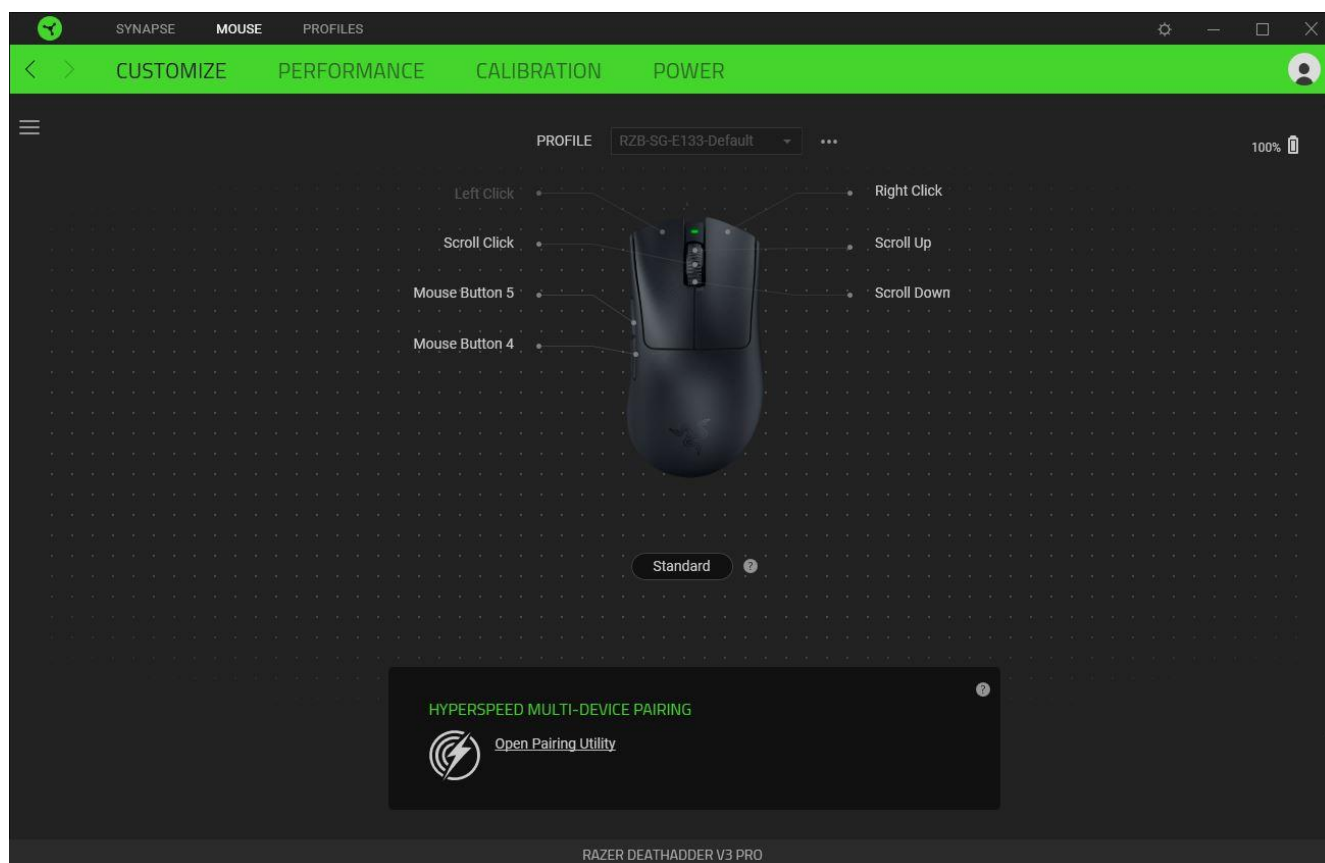 SYNAPSE MOUSE PROFILES
CUSTOMIZE PERFORMANCE CALIBRATION POWER
PROFILE RZB-SG-E133-Default
100%
Left Click Right Click
Scroll Click Scroll Up
Mouse Button 5 Scroll Down
Mouse Button 4
Standard ?
?
HYPERSPEED MULTI-DEVICE PAIRING
Open Pairing Utility
RAZER DEATHADDER V3 PRO